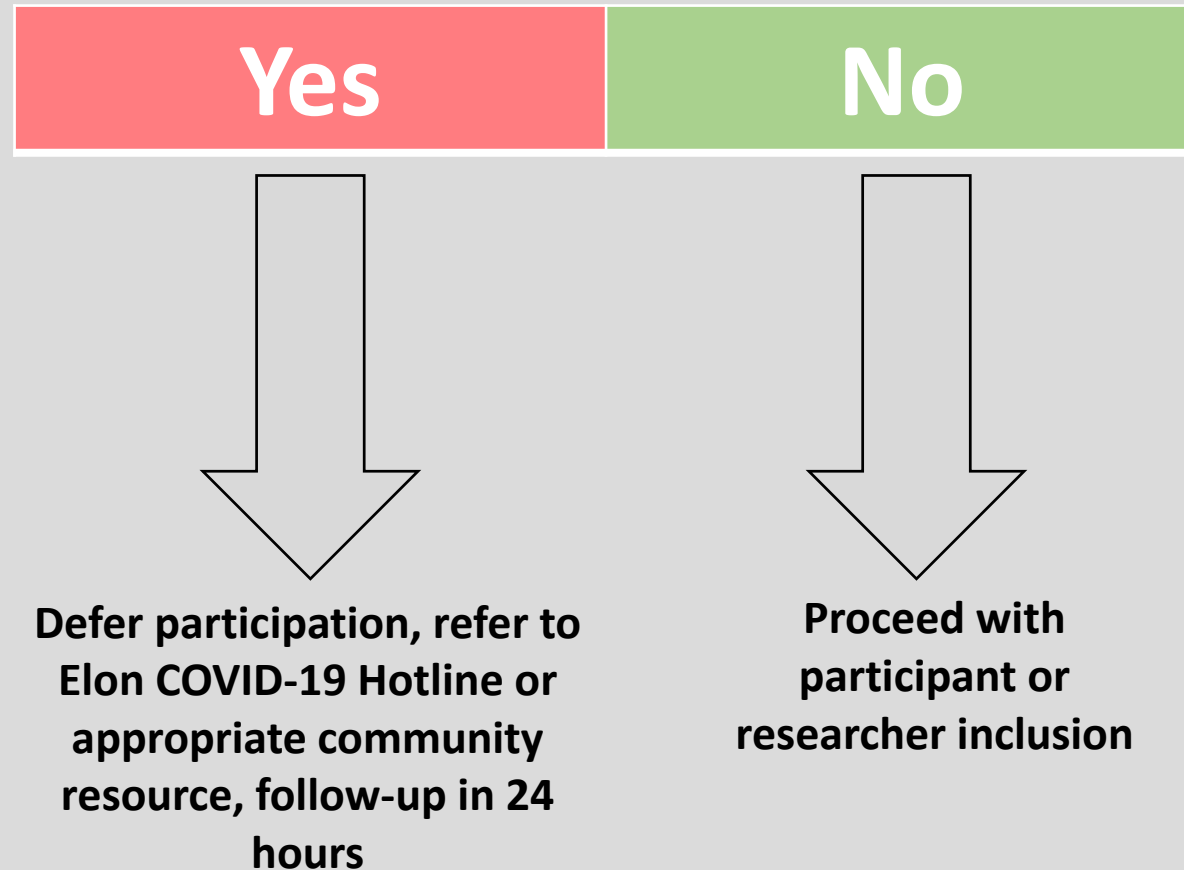 Yes
No
Defer participation, refer to
Elon COVID-19 Hotline or
appropriate community
resource, follow-up in 24
hours
Proceed with
participant or
researcher inclusion